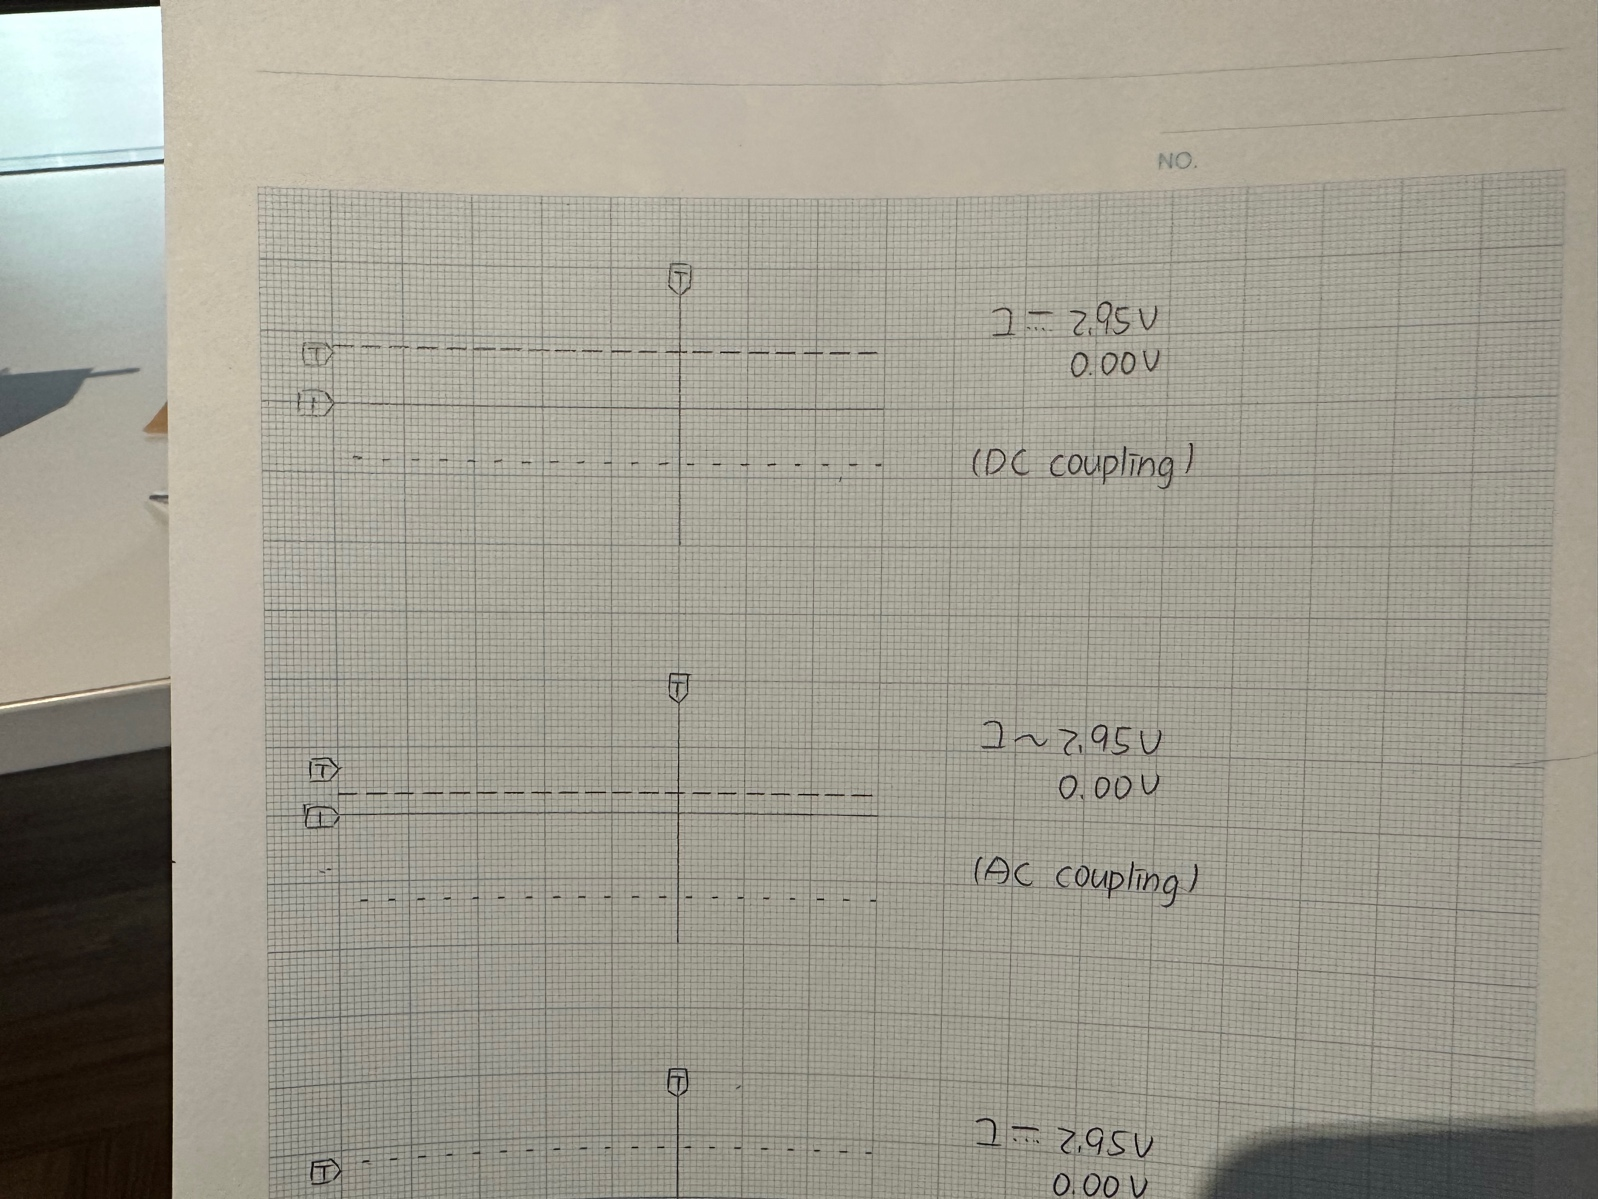 NO.
T
T
ℷ ⎓ 2.95V
0.00V
1
(DC coupling)
T
T
ℷ ~ 2.95V
0.00V
1
(AC coupling)
T
T
ℷ ⎓ 2.95V
0.00V